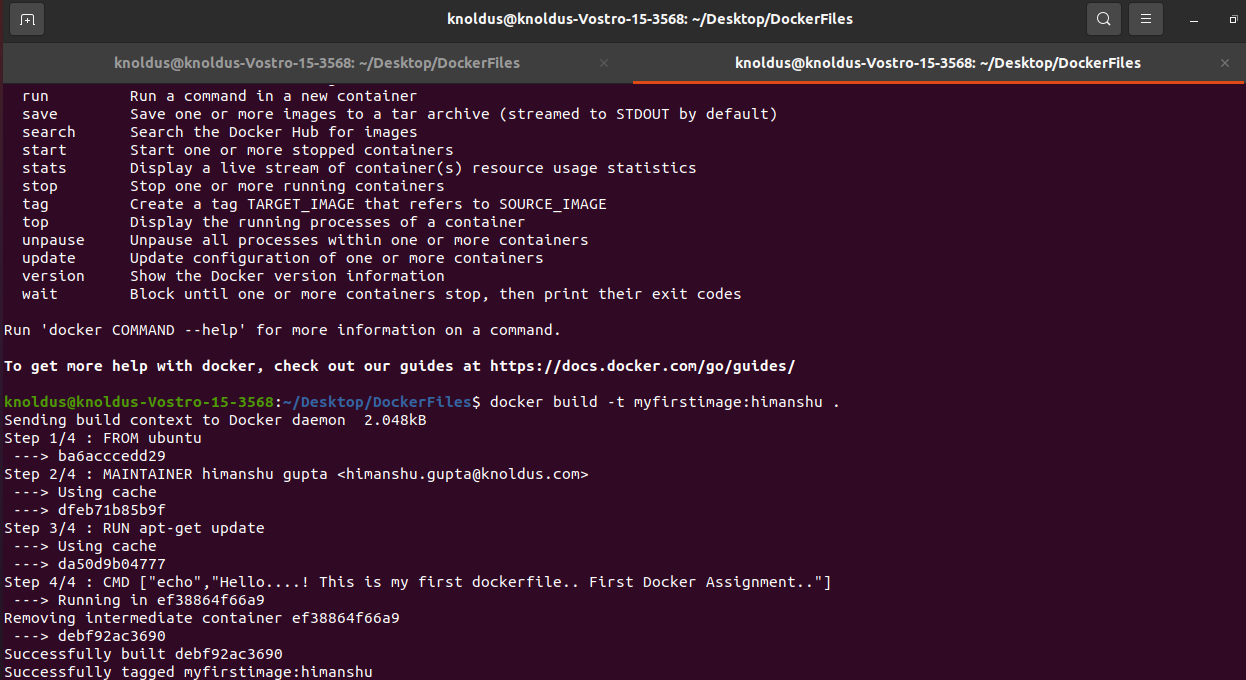 knoldus@knoldus-Vostro-15-3568: ~/Desktop/DockerFiles
knoldus@knoldus-Vostro-15-3568: ~/Desktop/DockerFiles
knoldus@knoldus-Vostro-15-3568: ~/Desktop/DockerFiles
run         Run a command in a new container
save        Save one or more images to a tar archive (streamed to STDOUT by default)
search      Search the Docker Hub for images
start       Start one or more stopped containers
stats       Display a live stream of container(s) resource usage statistics
stop        Stop one or more running containers
tag         Create a tag TARGET_IMAGE that refers to SOURCE_IMAGE
top         Display the running processes of a container
unpause     Unpause all processes within one or more containers
update      Update configuration of one or more containers
version     Show the Docker version information
wait        Block until one or more containers stop, then print their exit codes
Run 'docker COMMAND --help' for more information on a command.
To get more help with docker, check out our guides at https://docs.docker.com/go/guides/
knoldus@knoldus-Vostro-15-3568:~/Desktop/DockerFiles$ docker build -t myfirstimage:himanshu .
Sending build context to Docker daemon  2.048kB
Step 1/4 : FROM ubuntu
 ---> ba6acccedd29
Step 2/4 : MAINTAINER himanshu gupta <himanshu.gupta@knoldus.com>
 ---> Using cache
 ---> dfeb71b85b9f
Step 3/4 : RUN apt-get update
 ---> Using cache
 ---> da50d9b04777
Step 4/4 : CMD ["echo","Hello....! This is my first dockerfile.. First Docker Assignment.."]
 ---> Running in ef38864f66a9
Removing intermediate container ef38864f66a9
 ---> debf92ac3690
Successfully built debf92ac3690
Successfully tagged myfirstimage:himanshu